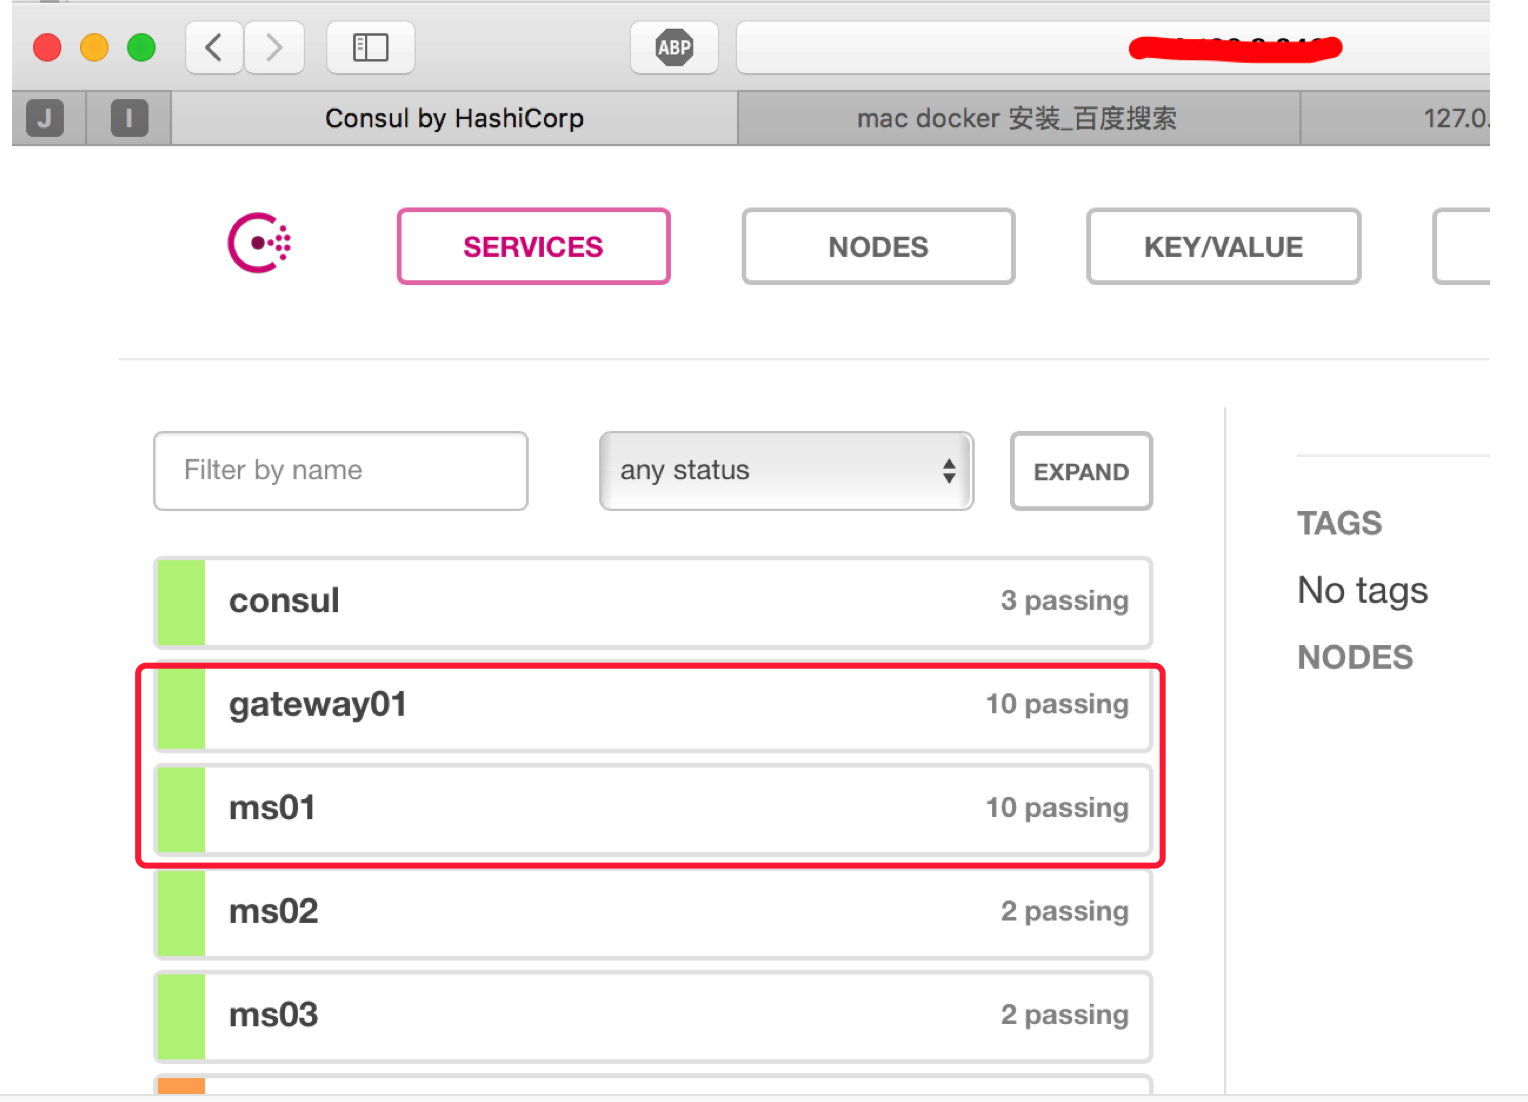 ABP
J
I
Consul by HashiCorp
mac docker 安装_百度搜索
127.0.
SERVICES
NODES
KEY/VALUE
Filter by name
any status
EXPAND
consul
3 passing
gateway01
10 passing
ms01
10 passing
ms02
2 passing
ms03
2 passing
TAGS
No tags
NODES